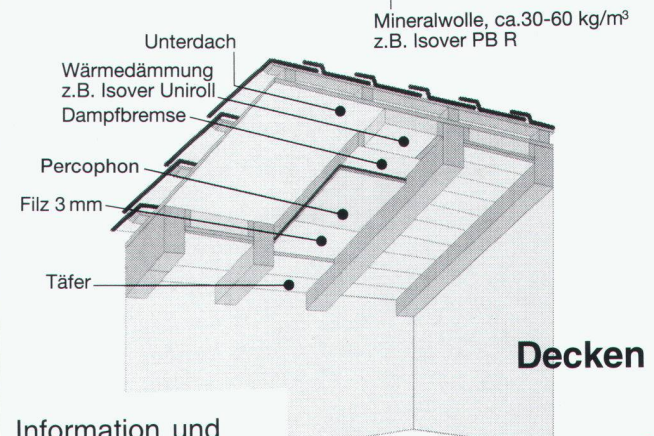 Mineralwolle, ca.30-60 kg/m³
z.B. Isover PB R
Unterdach
Wärmedämmung
z.B. Isover Uniroll
Dampfbremse
Percophon
Filz 3 mm
Täfer
Decken
Information und